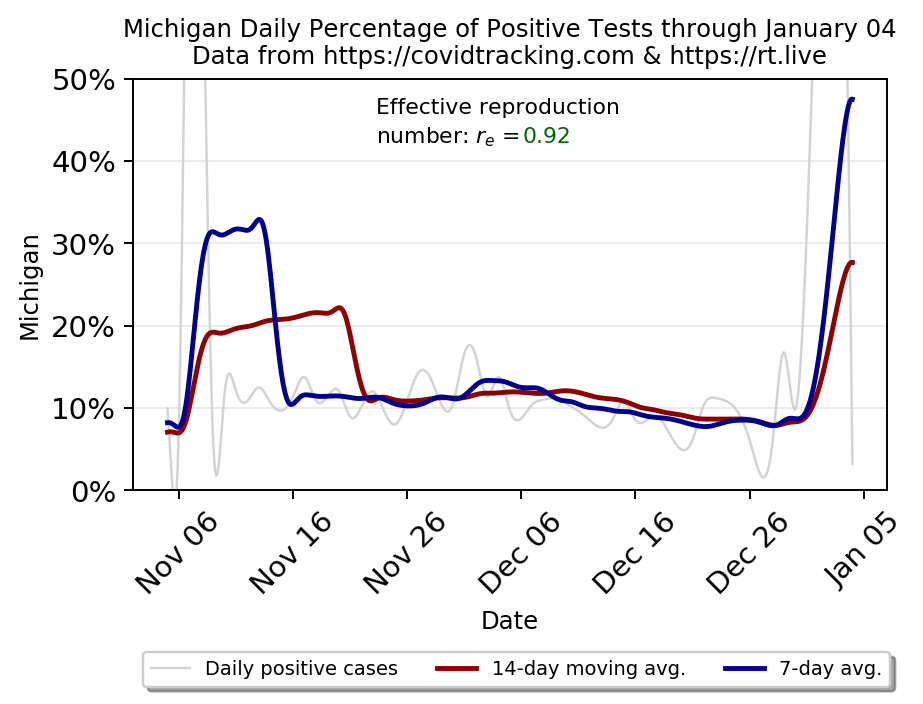 Michigan Daily Percentage of Positive Tests through January 04
Data from https://covidtracking.com & https://rt.live
50%
40%
30%
20%
10%
0%
Michigan
Effective reproduction
number: rₑ =0.92
Nov 06
Nov 16
Nov 26
Dec 06
Dec 16
Dec 26
Jan 05
Date
Daily positive cases
14-day moving avg.
7-day avg.